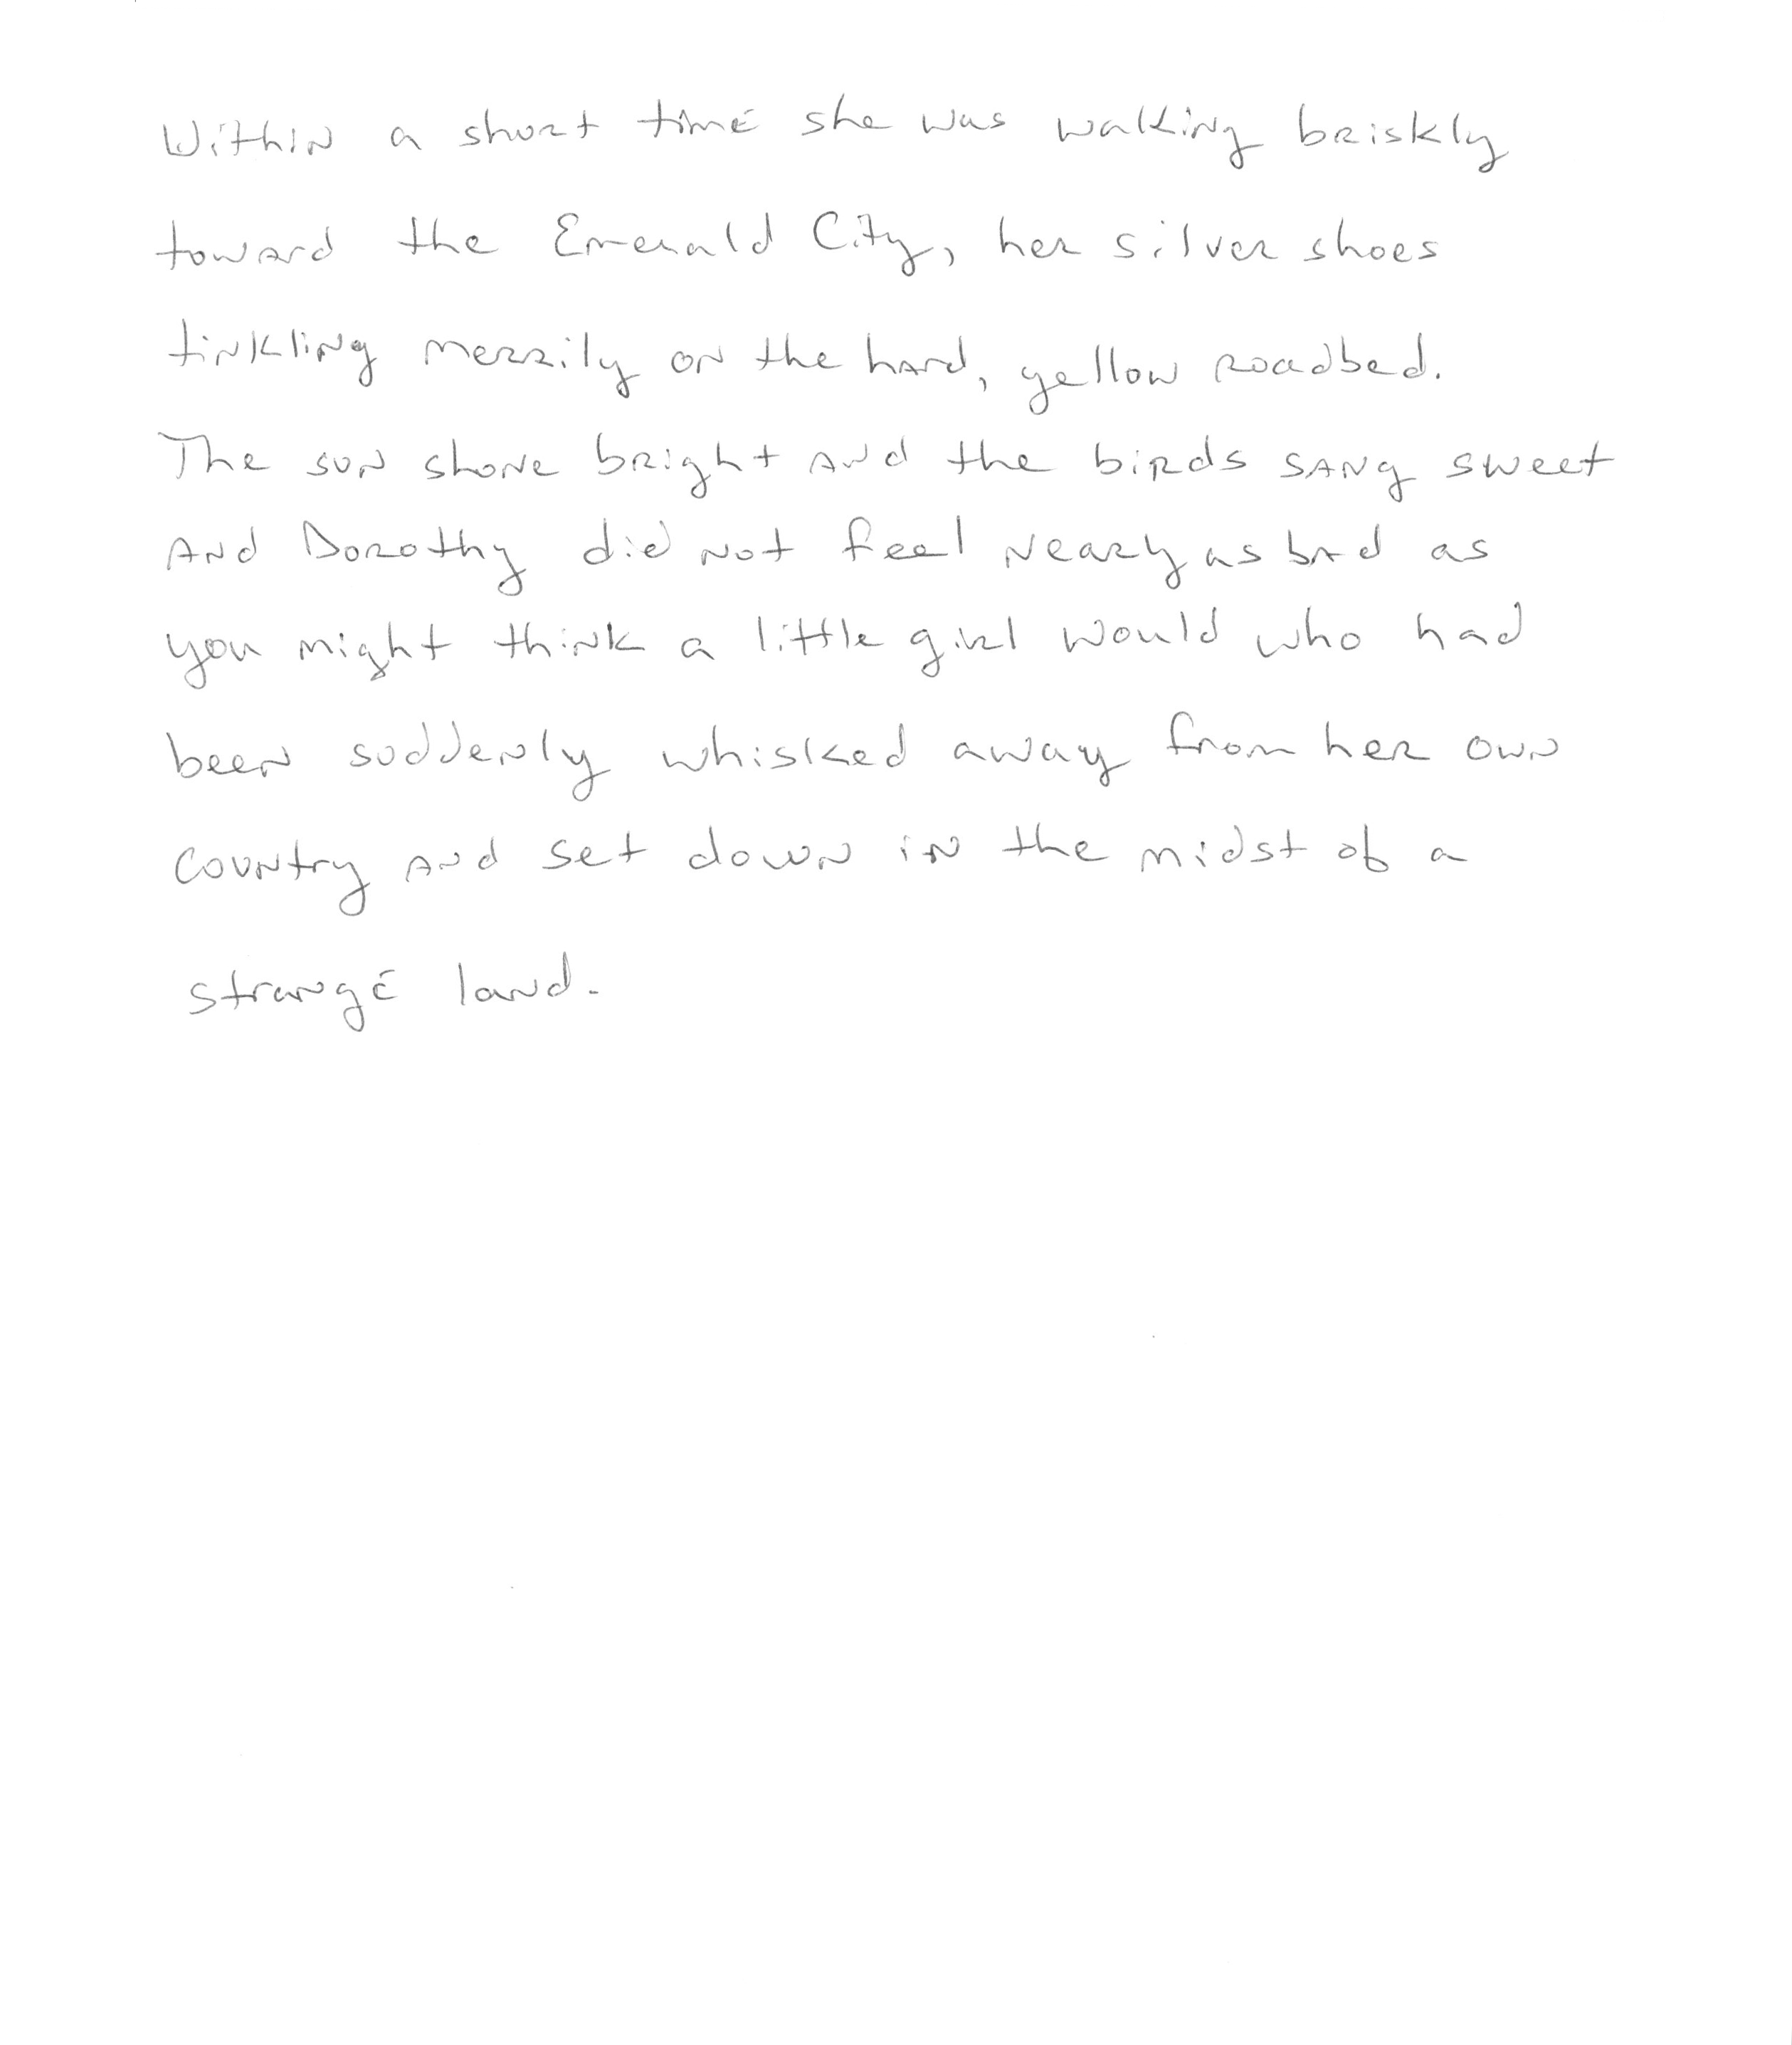 Within a short time she was walking briskly
toward the Emerald City, her silver shoes
tinkling merrily on the hard, yellow roadbed.
The sun shone bright and the birds sang sweet
and Dorothy did not feel nearly as bad as
you might think a little girl would who had
been suddenly whisked away from her own
country and set down in the midst of a
strange land.